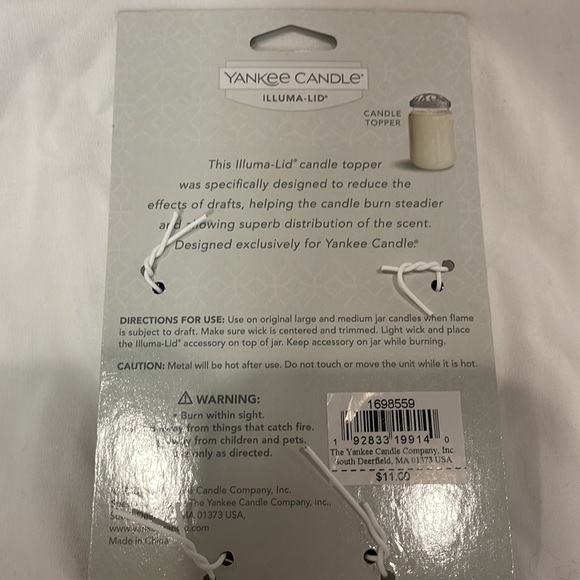 YANKEE CANDLE®
ILLUMA-LID®
CANDLE
TOPPER
This Illuma-Lid® candle topper
was specifically designed to reduce the
effects of drafts, helping the candle burn steadier
and allowing superb distribution of the scent.
Designed exclusively for Yankee Candle®.
DIRECTIONS FOR USE: Use on original large and medium jar candles when flame
is subject to draft. Make sure wick is centered and trimmed. Light wick and place
the Illuma-Lid® accessory on top of jar. Keep accessory on jar while burning.
CAUTION: Metal will be hot after use. Do not touch or move the unit while it is hot.
⚠ WARNING:
• Burn within sight.
away from things that catch fire.
away from children and pets.
only as directed.
1698559
1 92833 19914 0
The Yankee Candle Company, Inc.
South Deerfield, MA 01373 USA
$11.00
Candle Company, Inc.
The Yankee Candle Company, Inc.,
MA 01373 USA,
Made in China